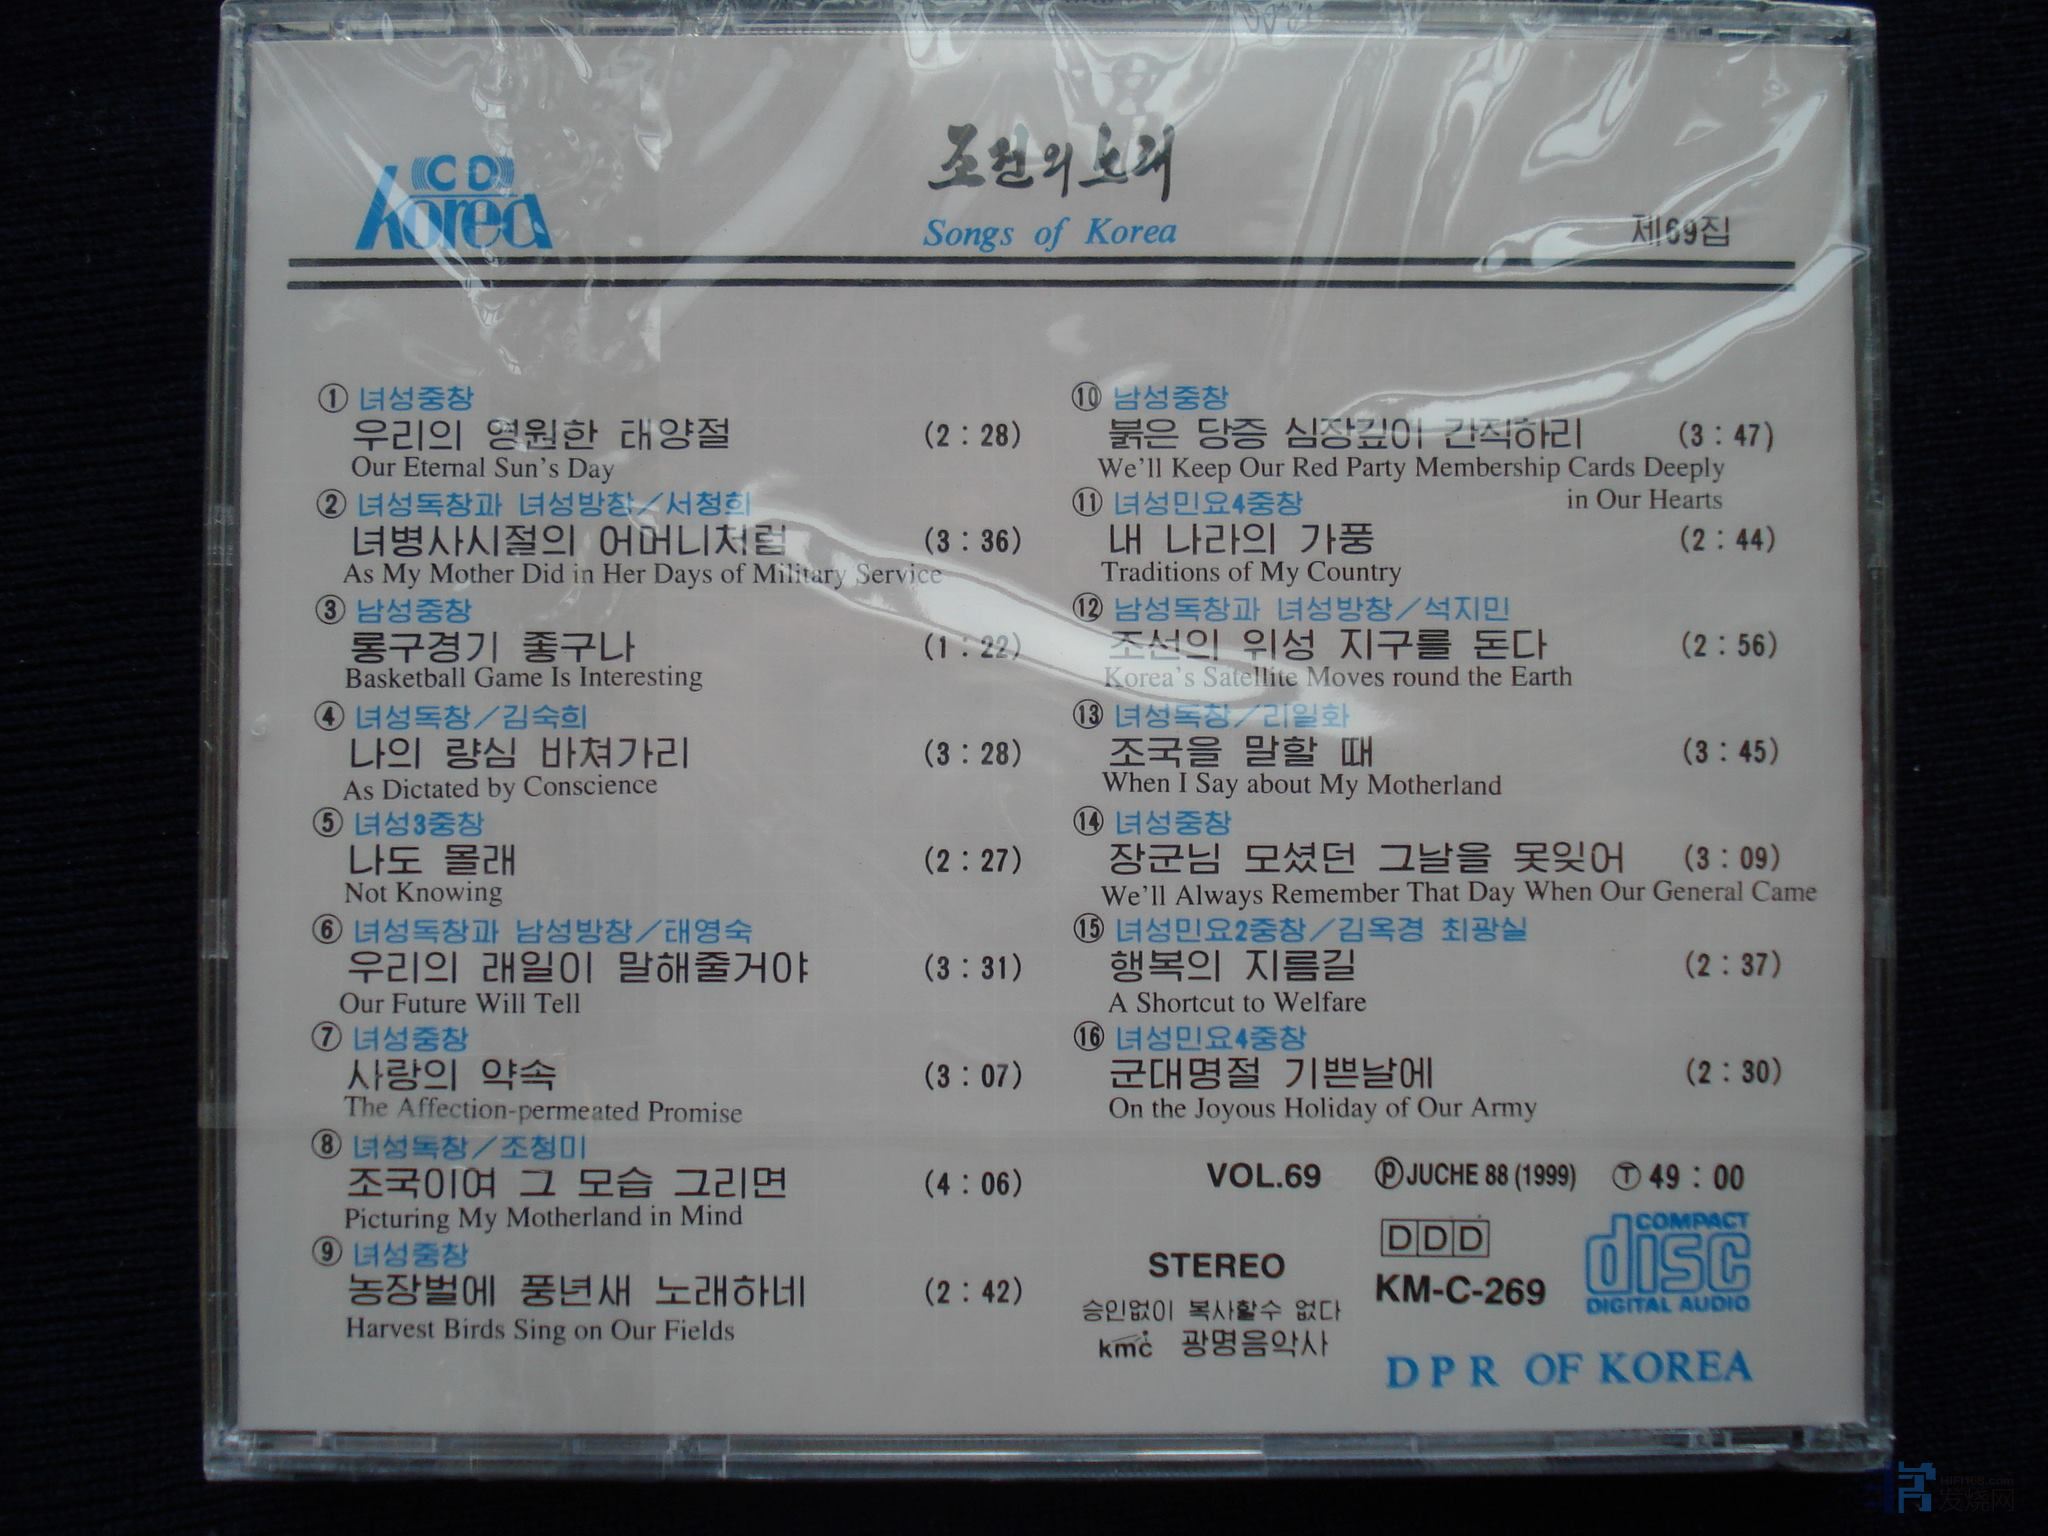 CD
Korea
조선의 노래
Songs of Korea
제69집
① 녀성중창
우리의 영원한 태양절 (2 : 28)
Our Eternal Sun's Day
② 녀성독창과 녀성방창/서청희
녀병사시절의 어머니처럼 (3 : 36)
As My Mother Did in Her Days of Military Service
③ 남성중창
롱구경기 좋구나 (1 : 22)
Basketball Game Is Interesting
④ 녀성독창/김숙희
나의 량심 바쳐가리 (3 : 28)
As Dictated by Conscience
⑤ 녀성3중창
나도 몰래 (2 : 27)
Not Knowing
⑥ 녀성독창과 남성방창/태영숙
우리의 래일이 말해줄거야 (3 : 31)
Our Future Will Tell
⑦ 녀성중창
사랑의 약속 (3 : 07)
The Affection-permeated Promise
⑧ 녀성독창/조청미
조국이여 그 모습 그리면 (4 : 06)
Picturing My Motherland in Mind
⑨ 녀성중창
농장벌에 풍년새 노래하네 (2 : 42)
Harvest Birds Sing on Our Fields
⑩ 남성중창
붉은 당증 심장깊이 간직하리 (3 : 47)
We'll Keep Our Red Party Membership Cards Deeply
in Our Hearts
⑪ 녀성민요4중창
내 나라의 가풍 (2 : 44)
Traditions of My Country
⑫ 남성독창과 녀성방창/석지민
조선의 위성 지구를 돈다 (2 : 56)
Korea's Satellite Moves round the Earth
⑬ 녀성독창/리일화
조국을 말할 때 (3 : 45)
When I Say about My Motherland
⑭ 녀성중창
장군님 모셨던 그날을 못잊어 (3 : 09)
We'll Always Remember That Day When Our General Came
⑮ 녀성민요2중창/김옥경 최광실
행복의 지름길 (2 : 37)
A Shortcut to Welfare
⑯ 녀성민요4중창
군대명절 기쁜날에 (2 : 30)
On the Joyous Holiday of Our Army
VOL.69 ⓟ JUCHE 88 (1999) Ⓣ 49 : 00
DDD
COMPACT
disc
DIGITAL AUDIO
STEREO
KM-C-269
승인없이 복사할수 없다
kmc 광명음악사
DPR OF KOREA
HIFI168.com
发烧网